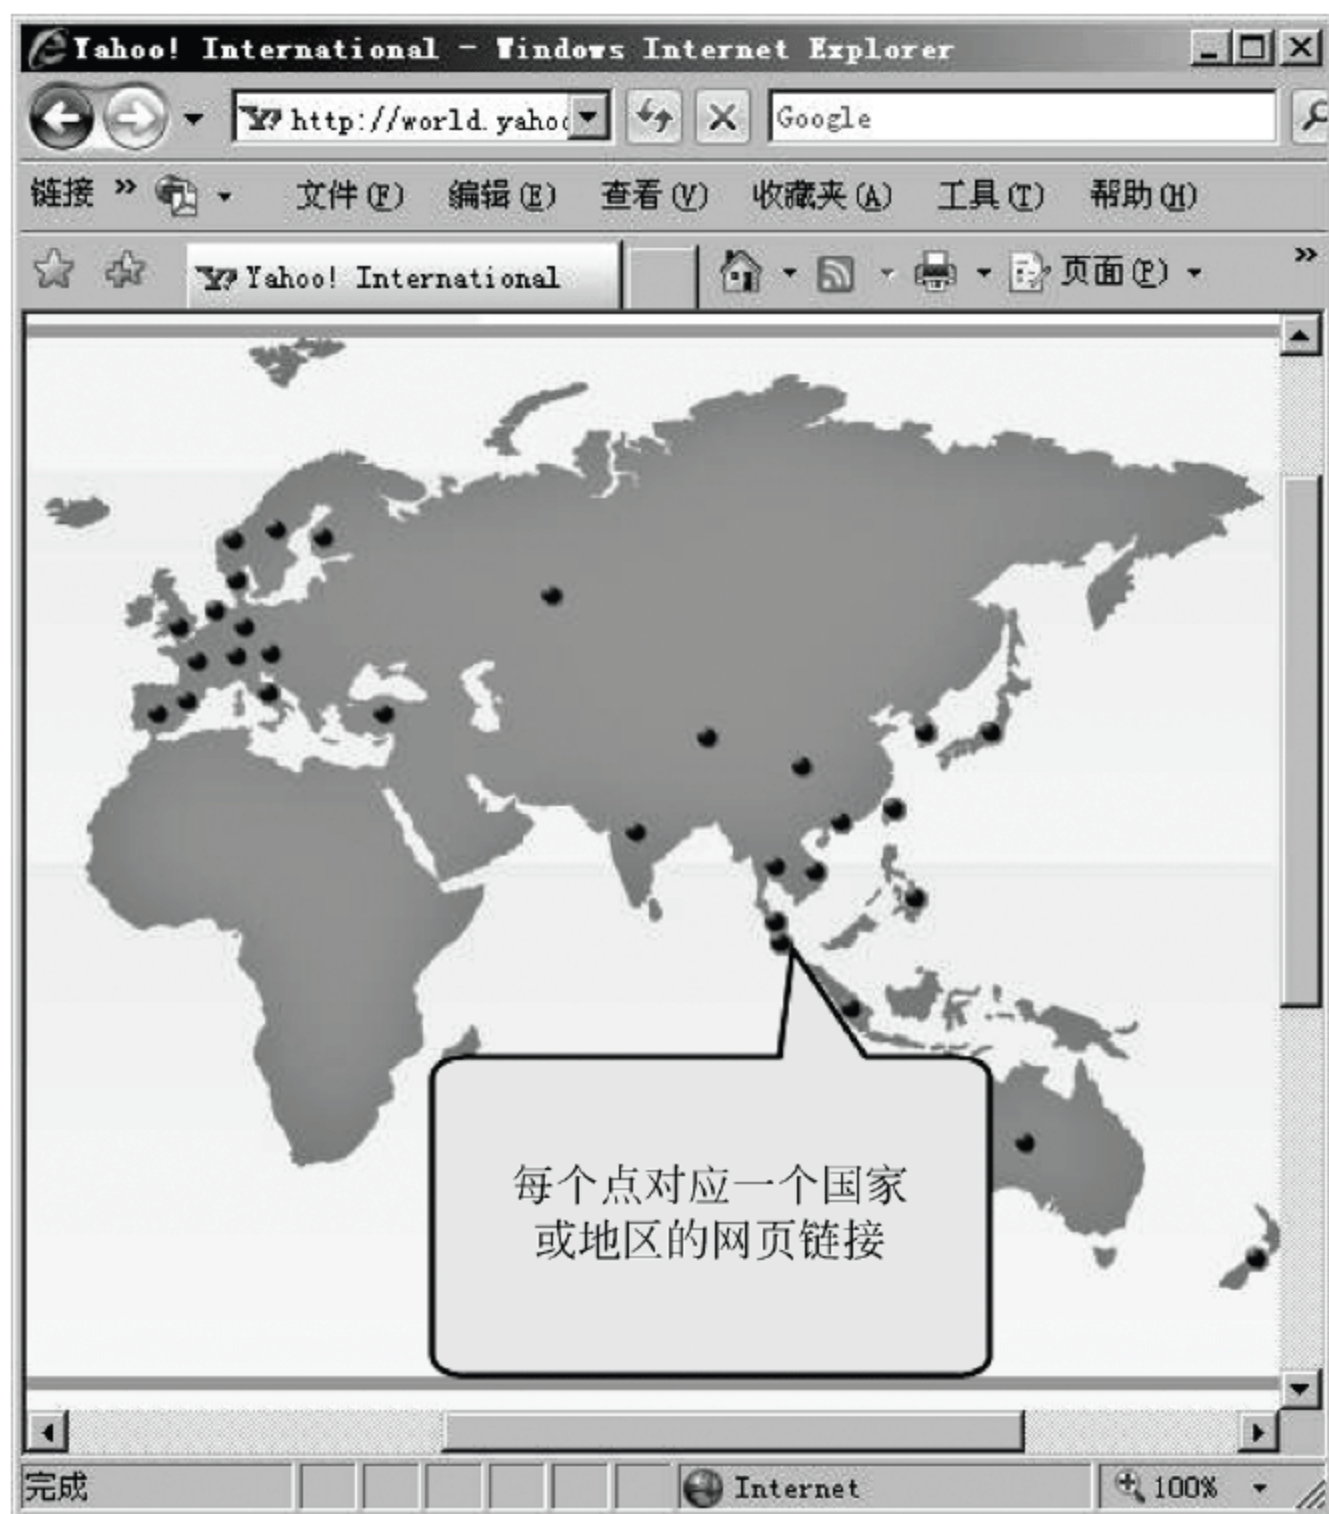 Yahoo! International - Windows Internet Explorer
http://world.yaho
Google
链接 » 文件(F) 编辑(E) 查看(V) 收藏夹(A) 工具(T) 帮助(H)
Yahoo! International 页面(P) »
每个点对应一个国家
或地区的网页链接
完成 Internet 100%